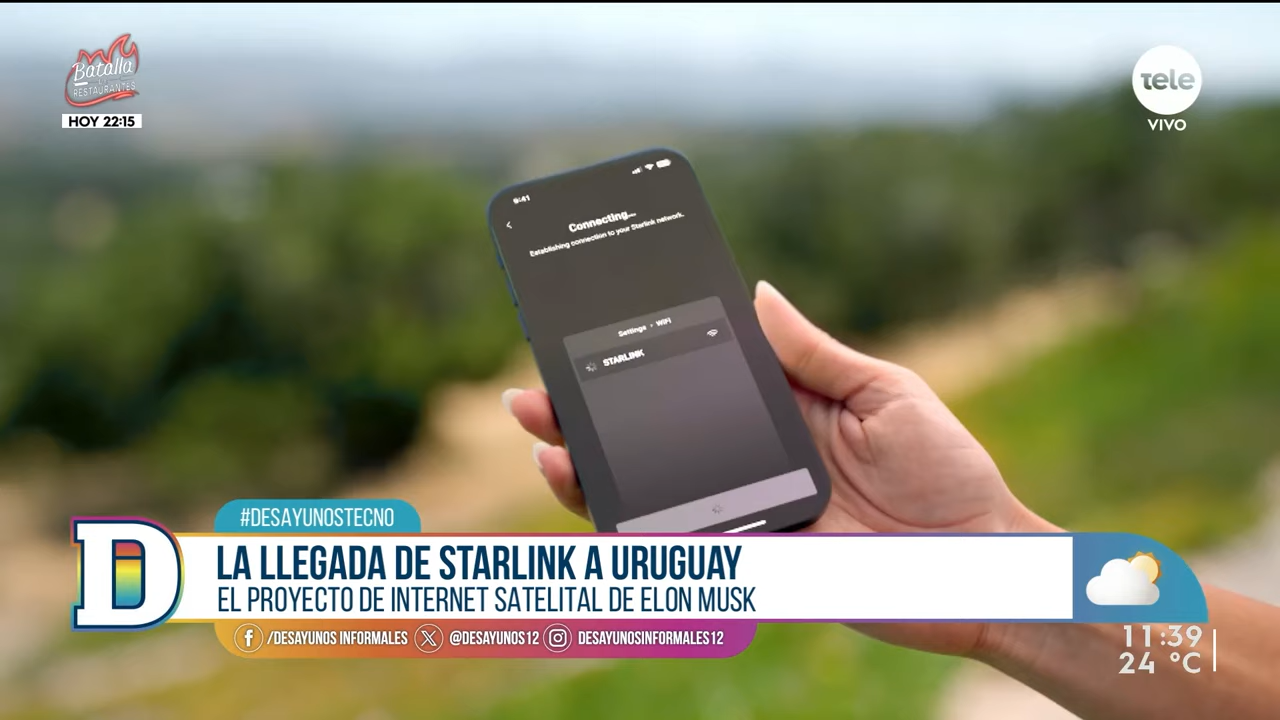 Batalla
DE
RESTAURANTES
HOY 22:15
tele
VIVO
9:41
Connecting...
Establishing connection to your Starlink network.
Settings > WiFi
STARLINK
#DESAYUNOSTECNO
D
LA LLEGADA DE STARLINK A URUGUAY
EL PROYECTO DE INTERNET SATELITAL DE ELON MUSK
/DESAYUNOS INFORMALES @DESAYUNOS12 DESAYUNOSINFORMALES12
11:39
24 °C